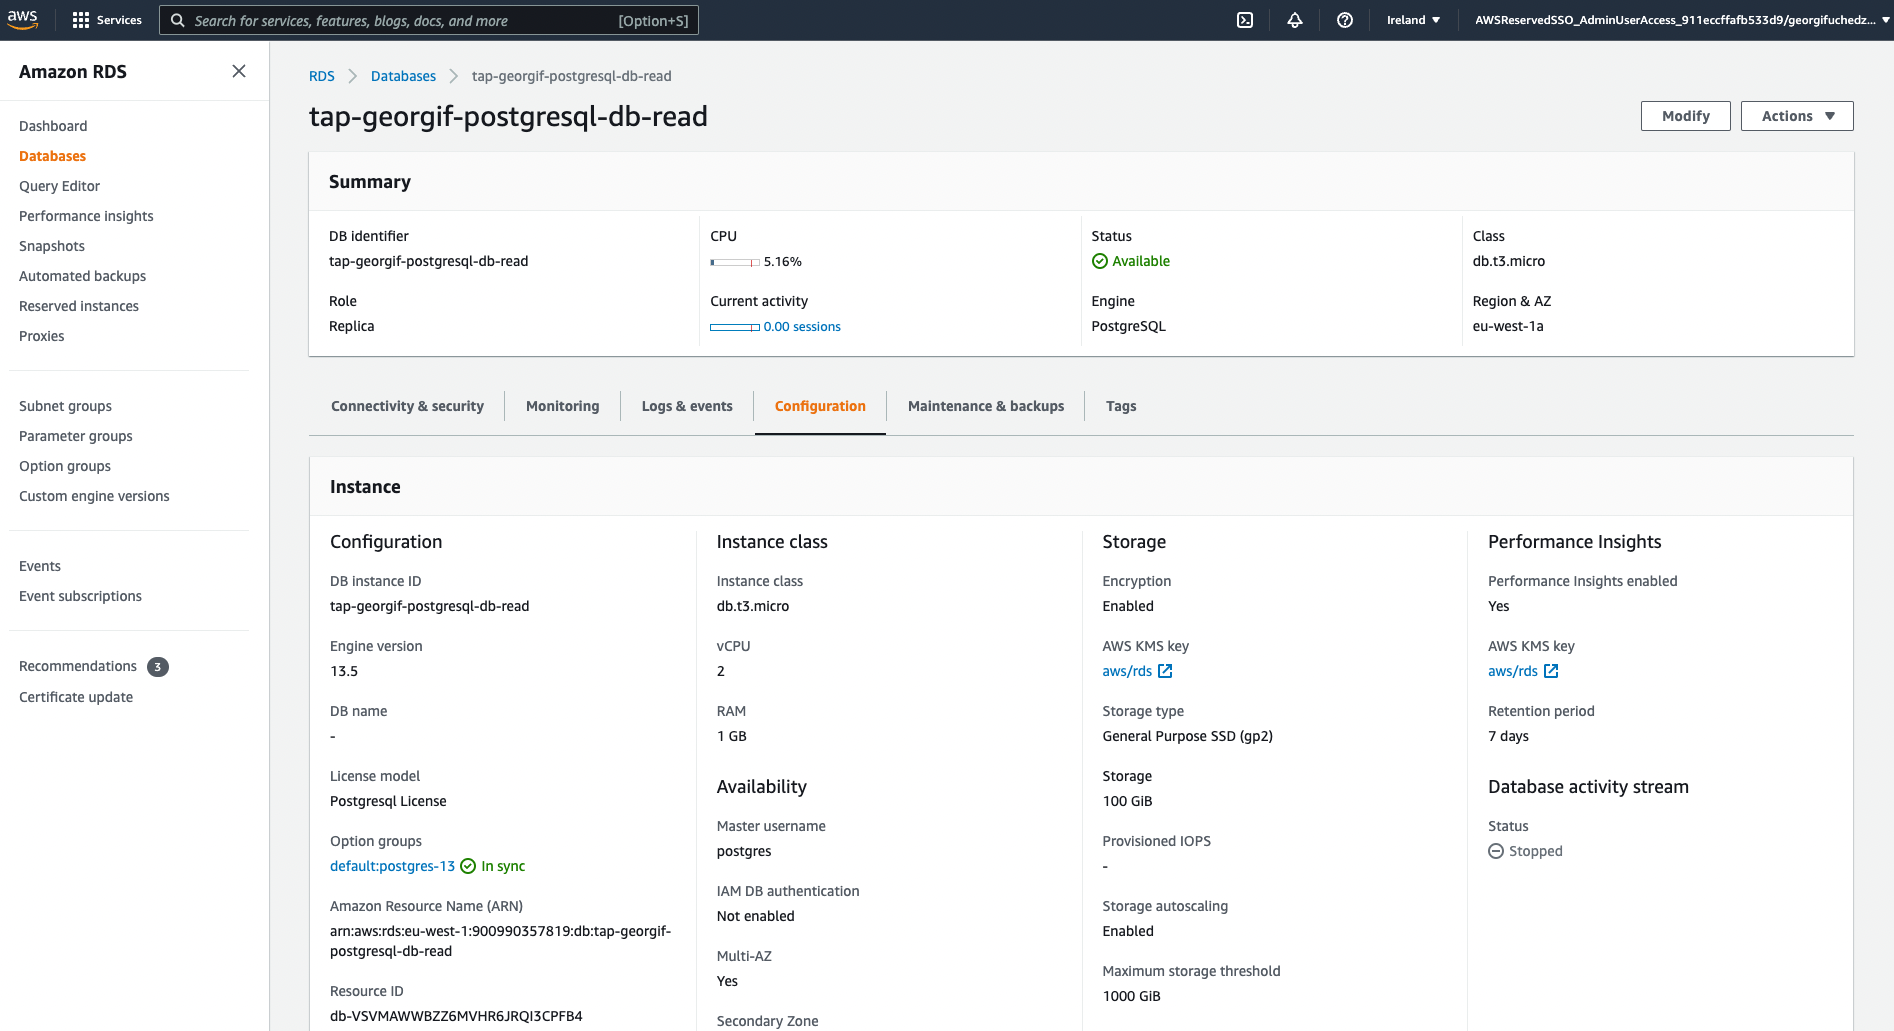 aws
Services
Search for services, features, blogs, docs, and more
[Option+S]
Ireland
AWSReservedSSO_AdminUserAccess_911eccffafb533d9/georgifuchedz...
Amazon RDS
Dashboard
Databases
Query Editor
Performance insights
Snapshots
Automated backups
Reserved instances
Proxies
Subnet groups
Parameter groups
Option groups
Custom engine versions
Events
Event subscriptions
Recommendations 3
Certificate update
RDS > Databases > tap-georgif-postgresql-db-read
tap-georgif-postgresql-db-read
Modify
Actions
Summary
DB identifier
tap-georgif-postgresql-db-read
Role
Replica
CPU
5.16%
Current activity
0.00 sessions
Status
Available
Engine
PostgreSQL
Class
db.t3.micro
Region & AZ
eu-west-1a
Connectivity & security
Monitoring
Logs & events
Configuration
Maintenance & backups
Tags
Instance
Configuration
DB instance ID
tap-georgif-postgresql-db-read
Engine version
13.5
DB name
-
License model
Postgresql License
Option groups
default:postgres-13 In sync
Amazon Resource Name (ARN)
arn:aws:rds:eu-west-1:900990357819:db:tap-georgif-
postgresql-db-read
Resource ID
db-VSVMAWWBZZ6MVHR6JRQI3CPFB4
Instance class
Instance class
db.t3.micro
vCPU
2
RAM
1 GB
Availability
Master username
postgres
IAM DB authentication
Not enabled
Multi-AZ
Yes
Secondary Zone
Storage
Encryption
Enabled
AWS KMS key
aws/rds
Storage type
General Purpose SSD (gp2)
Storage
100 GiB
Provisioned IOPS
-
Storage autoscaling
Enabled
Maximum storage threshold
1000 GiB
Performance Insights
Performance Insights enabled
Yes
AWS KMS key
aws/rds
Retention period
7 days
Database activity stream
Status
Stopped